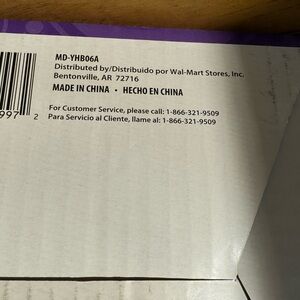 MD-YHB06A
Distributed by/Distribuido por Wal-Mart Stores, Inc.
Bentonville, AR 72716
MADE IN CHINA • HECHO EN CHINA
997 2
For Customer Service, please call: 1-866-321-9509
Para Servicio al Cliente, llame al: 1-866-321-9509